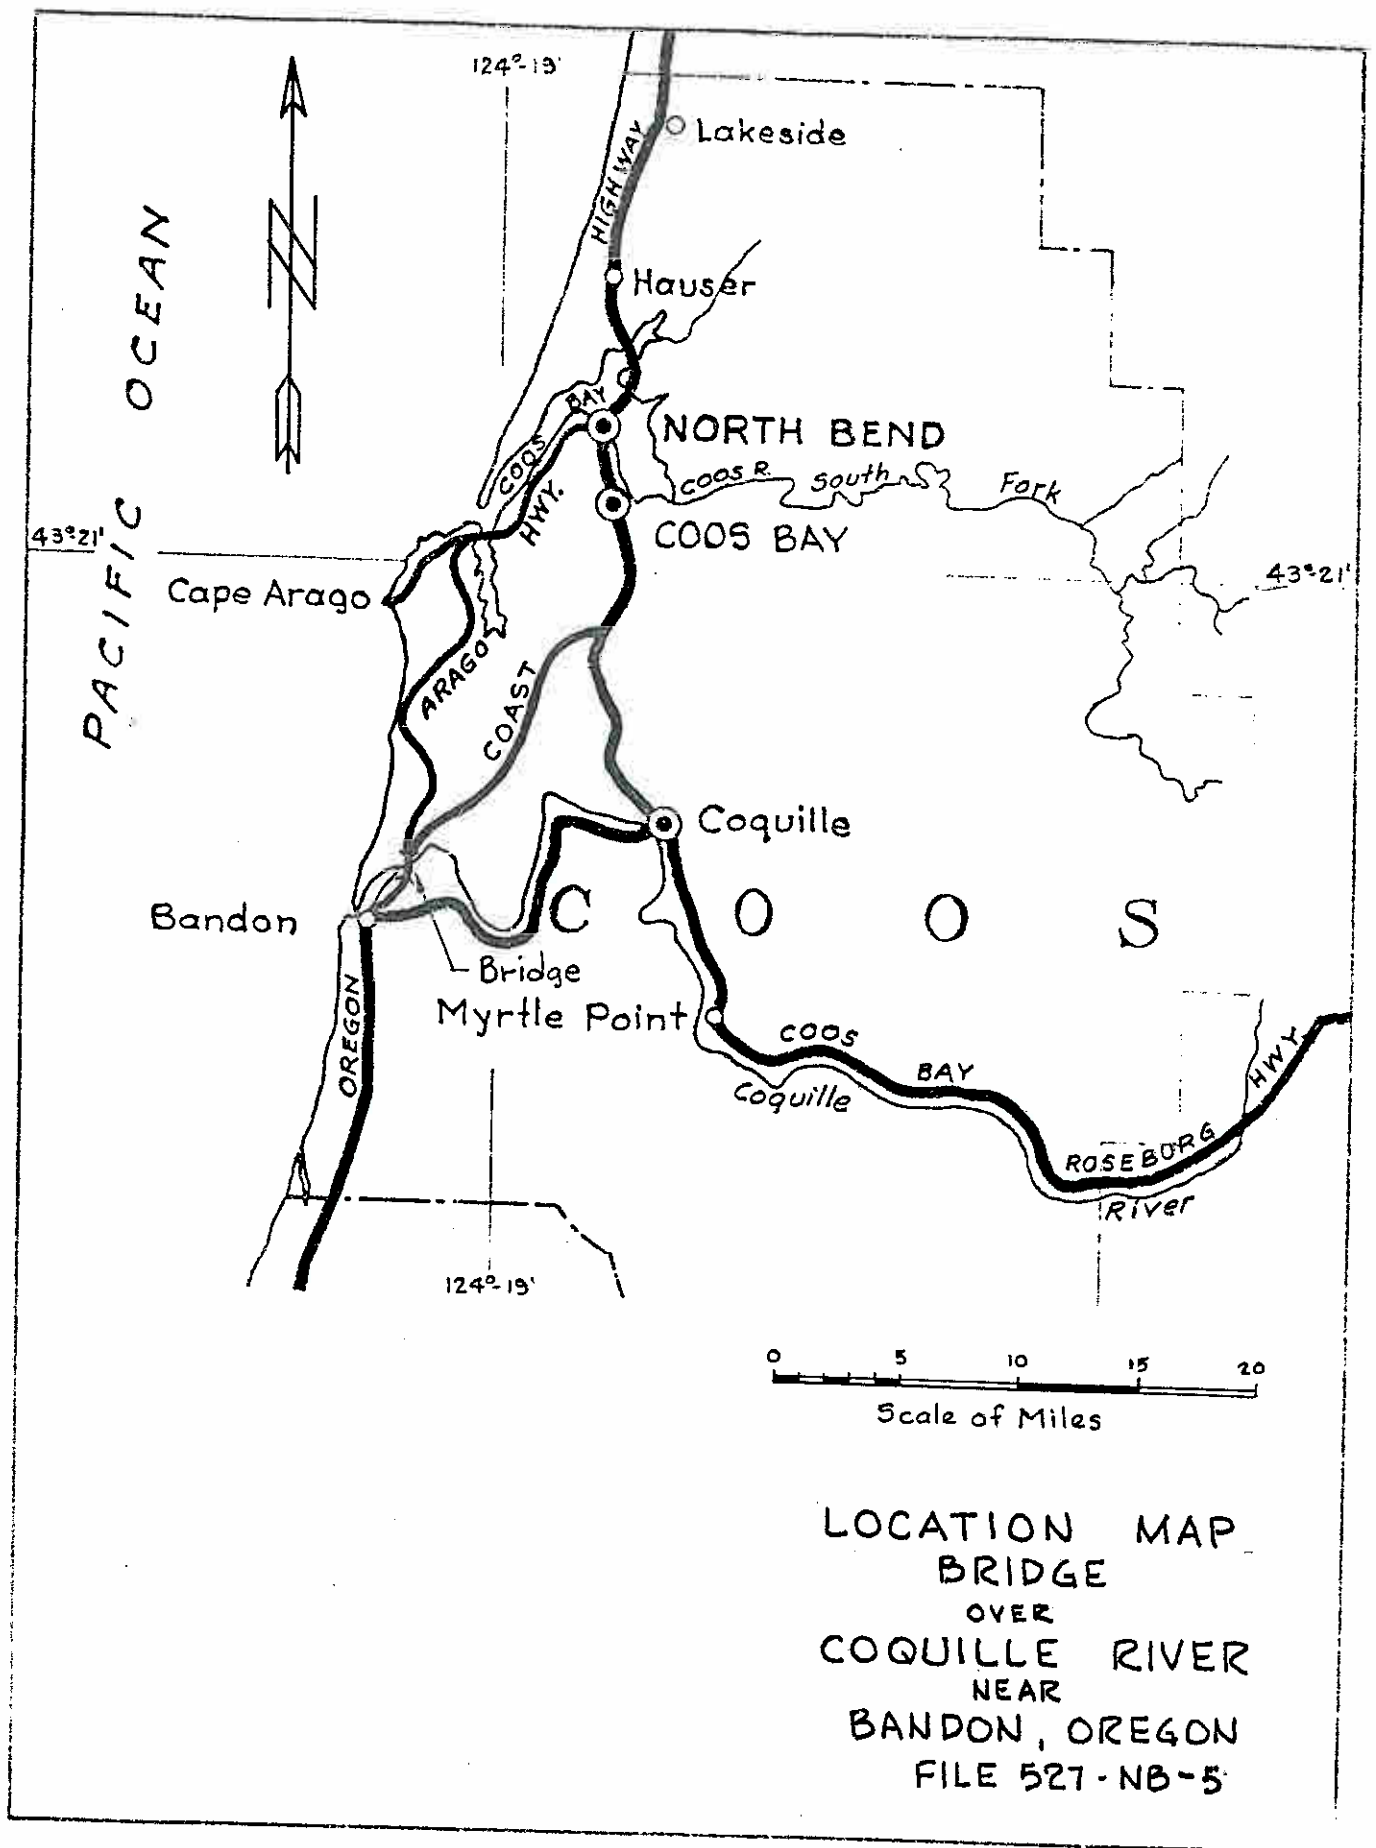 124°-19'
Lakeside
HIGHWAY
Hauser
PACIFIC OCEAN
COOS BAY
NORTH BEND
COOS R. South Fork
HWY.
COOS BAY
43°21'
43°21'
Cape Arago
ARAGO
COAST
Coquille
Bandon
COOS
Bridge
Myrtle Point
OREGON
COOS BAY ROSEBORG HWY.
Coquille River
124°-19'
0 5 10 15 20
Scale of Miles
LOCATION MAP
BRIDGE
OVER
COQUILLE RIVER
NEAR
BANDON, OREGON
FILE 527-NB-5